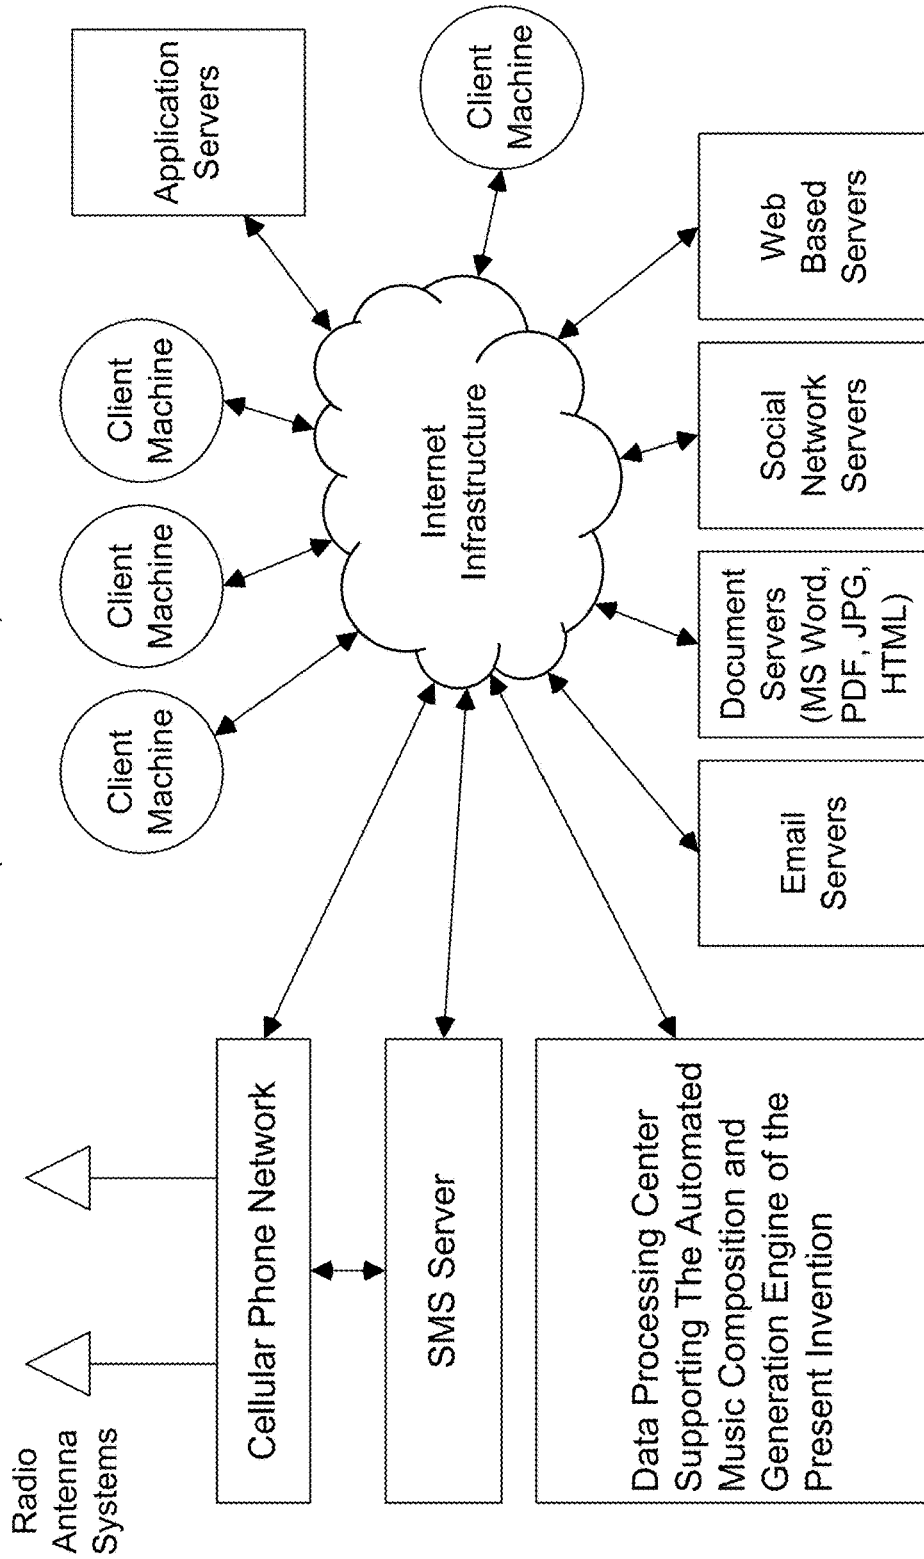 Radio
Antenna
Systems
Cellular Phone Network
SMS Server
Data Processing Center
Supporting The Automated
Music Composition and
Generation Engine of the
Present Invention
Client
Machine
Client
Machine
Client
Machine
Application
Servers
Client
Machine
Internet
Infrastructure
Email
Servers
Document
Servers
(MS Word,
PDF, JPG,
HTML)
Social
Network
Servers
Web
Based
Servers